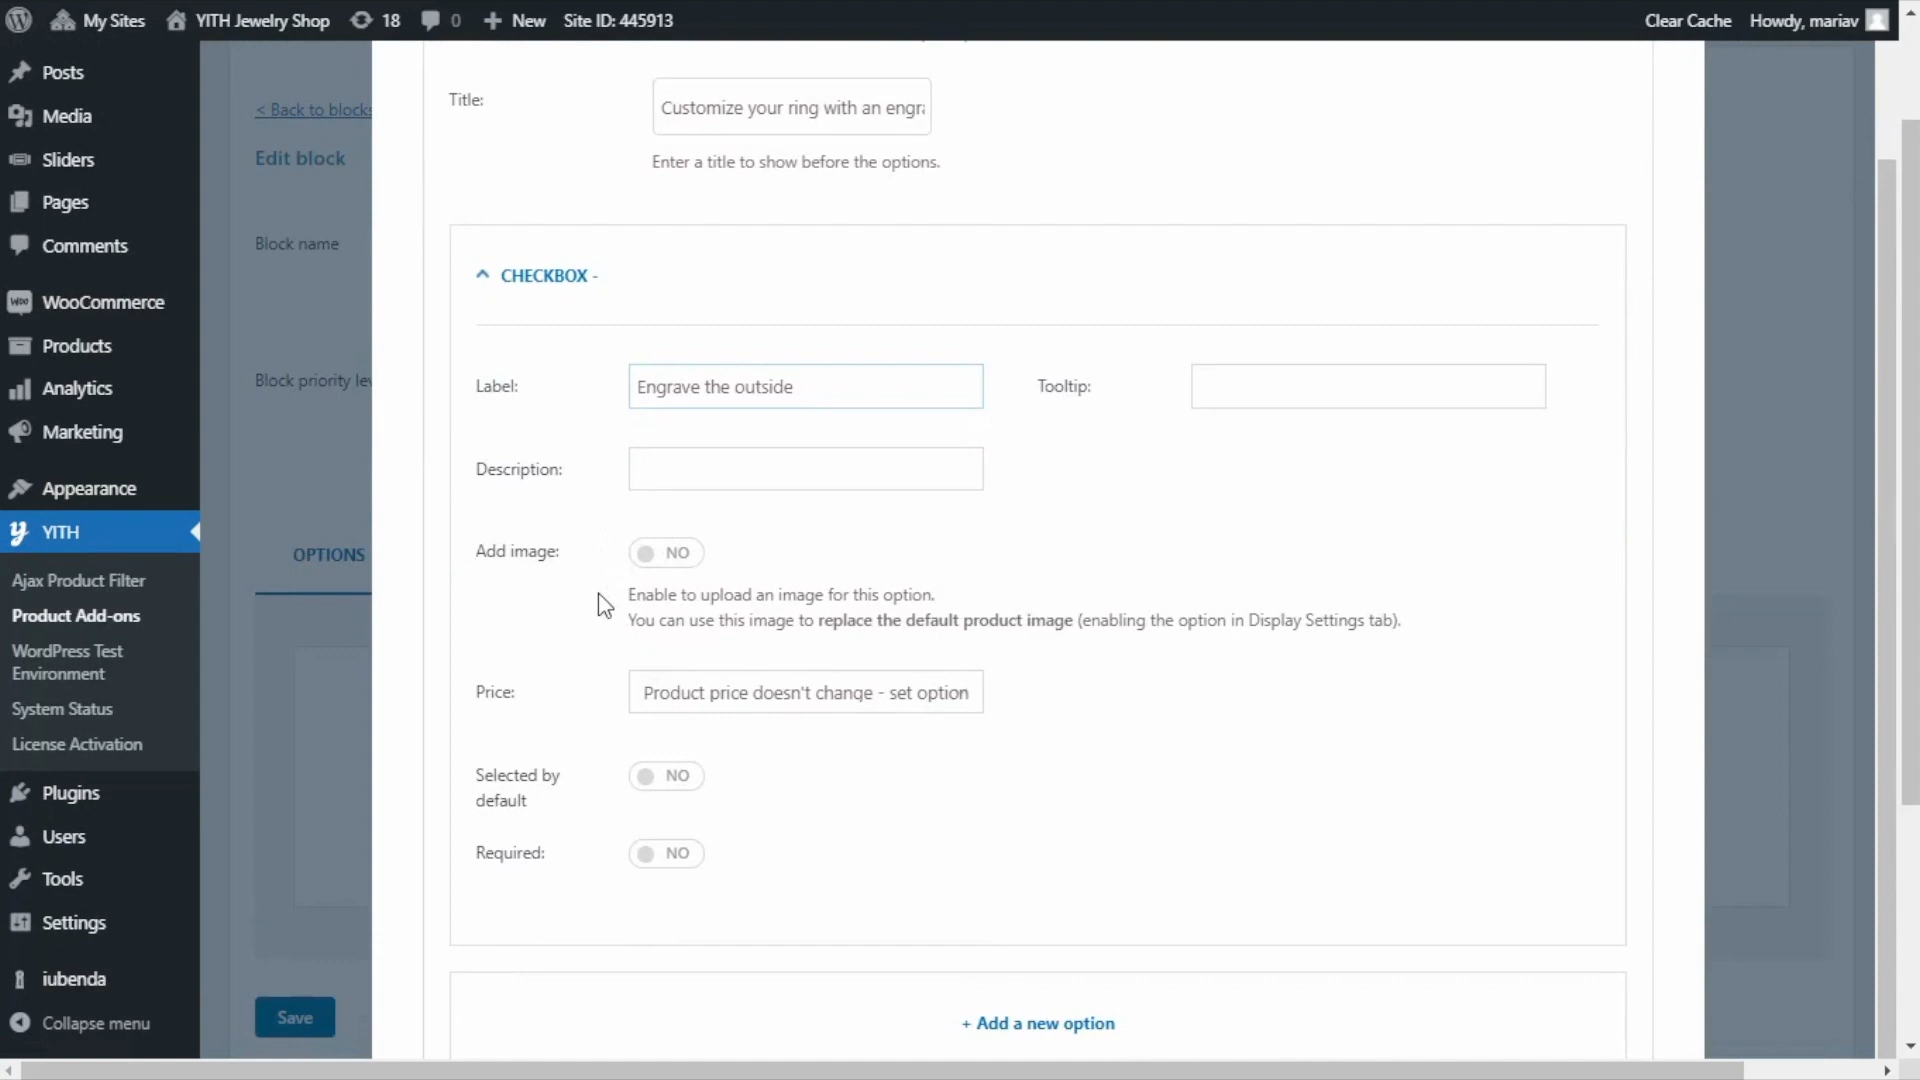 My Sites
YITH Jewelry Shop
18
0
New
Site ID: 445913
Clear Cache
Howdy, mariav
Posts
Media
Sliders
Pages
Comments
WooCommerce
Products
Analytics
Marketing
Appearance
YITH
Ajax Product Filter
Product Add-ons
WordPress Test
Environment
System Status
License Activation
Plugins
Users
Tools
Settings
iubenda
Collapse menu
< Back to blocks
Edit block
Block name
Block priority lev
OPTIONS
Save
Title:
Customize your ring with an engra
Enter a title to show before the options.
CHECKBOX -
Label:
Engrave the outside
Tooltip:
Description:
Add image:
NO
Enable to upload an image for this option.
You can use this image to replace the default product image (enabling the option in Display Settings tab).
Price:
Product price doesn't change - set option
Selected by
default
NO
Required:
NO
+ Add a new option